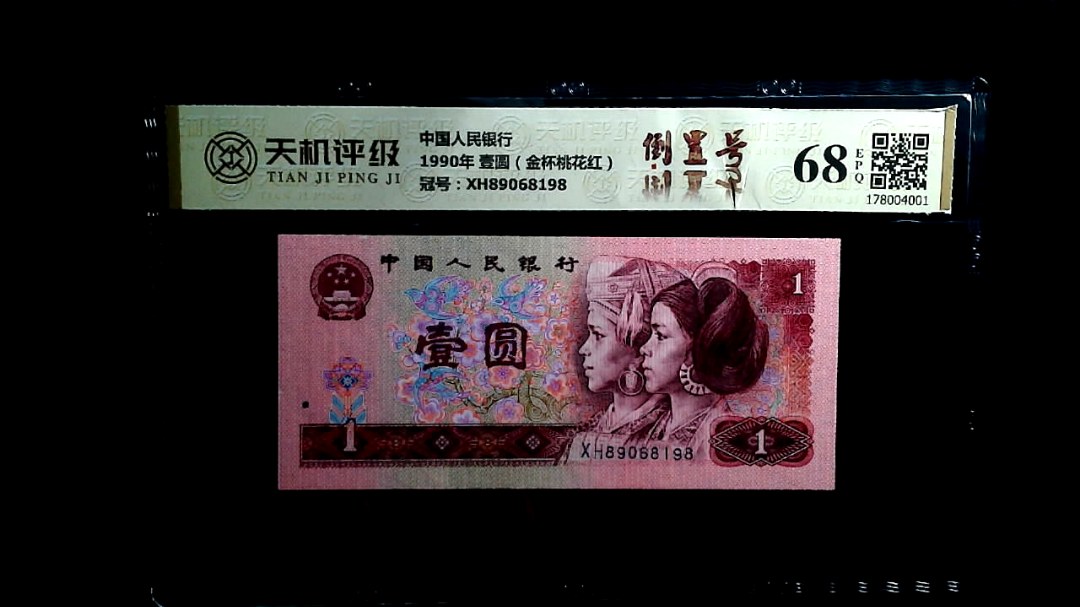 天机评级
TIAN JI PING JI
中国人民银行
1990年 壹圆（金杯桃花红）
冠号：XH89068198
倒置号
68
EPQ
178004001
中国人民银行
1
壹圆
1
XH89068198
1